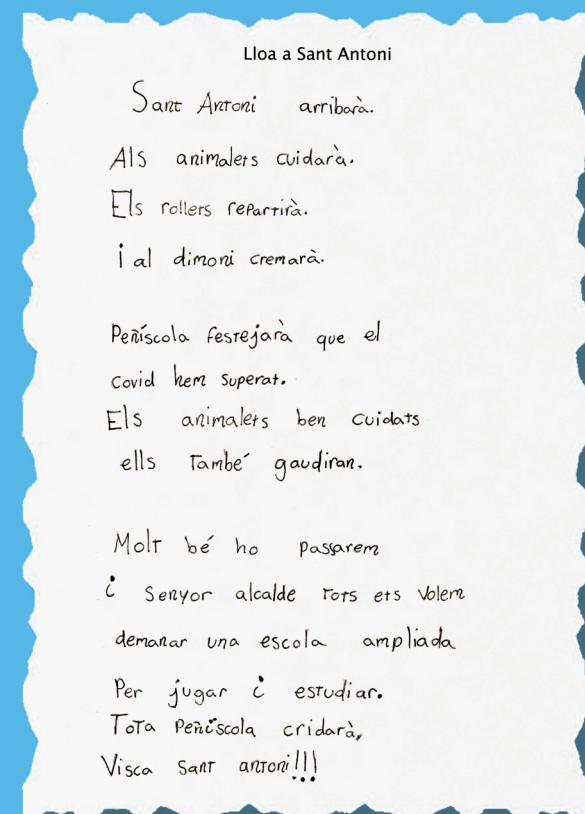 Lloa a Sant Antoni
Sant Antoni arribarà.
Als animalets cuidarà.
Els rollets repartirà.
i al dimoni cremarà.
Peñíscola festejarà que el
covid hem superat.
Els animalets ben cuidats
ells també gaudiran.
Molt bé ho passarem
i senyor alcalde tots ets volem
demanar una escola ampliada
Per jugar i estudiar.
Tota Peñíscola cridarà,
Visca Sant antoni!!!